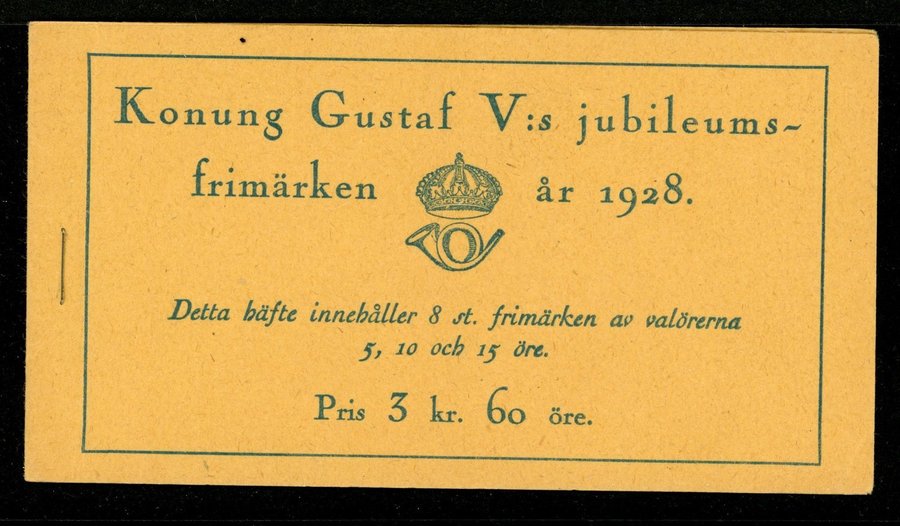 Konung Gustaf V:s jubileums-
frimärken år 1928.
Detta häfte innehåller 8 st. frimärken av valörerna
5, 10 och 15 öre.
Pris 3 kr. 60 öre.